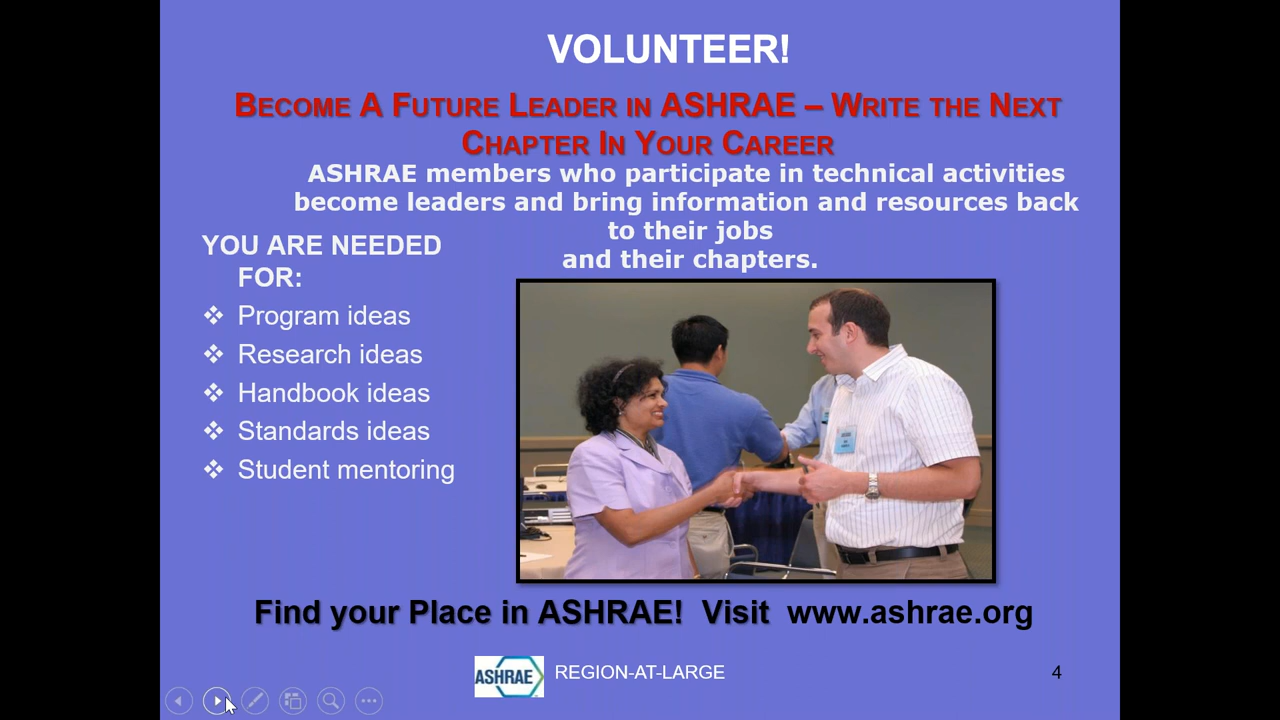 VOLUNTEER!
BECOME A FUTURE LEADER IN ASHRAE – WRITE THE NEXT
CHAPTER IN YOUR CAREER
ASHRAE members who participate in technical activities
become leaders and bring information and resources back
to their jobs
and their chapters.
YOU ARE NEEDED
FOR:
Program ideas
Research ideas
Handbook ideas
Standards ideas
Student mentoring
Find your Place in ASHRAE! Visit www.ashrae.org
ASHRAE
REGION-AT-LARGE
4